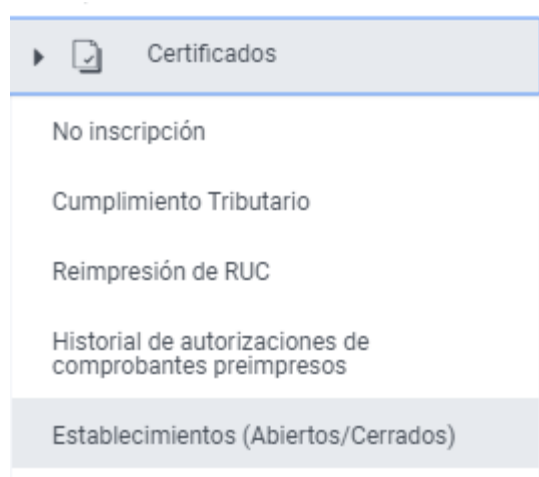 Certificados
No inscripción
Cumplimiento Tributario
Reimpresión de RUC
Historial de autorizaciones de
comprobantes preimpresos
Establecimientos (Abiertos/Cerrados)